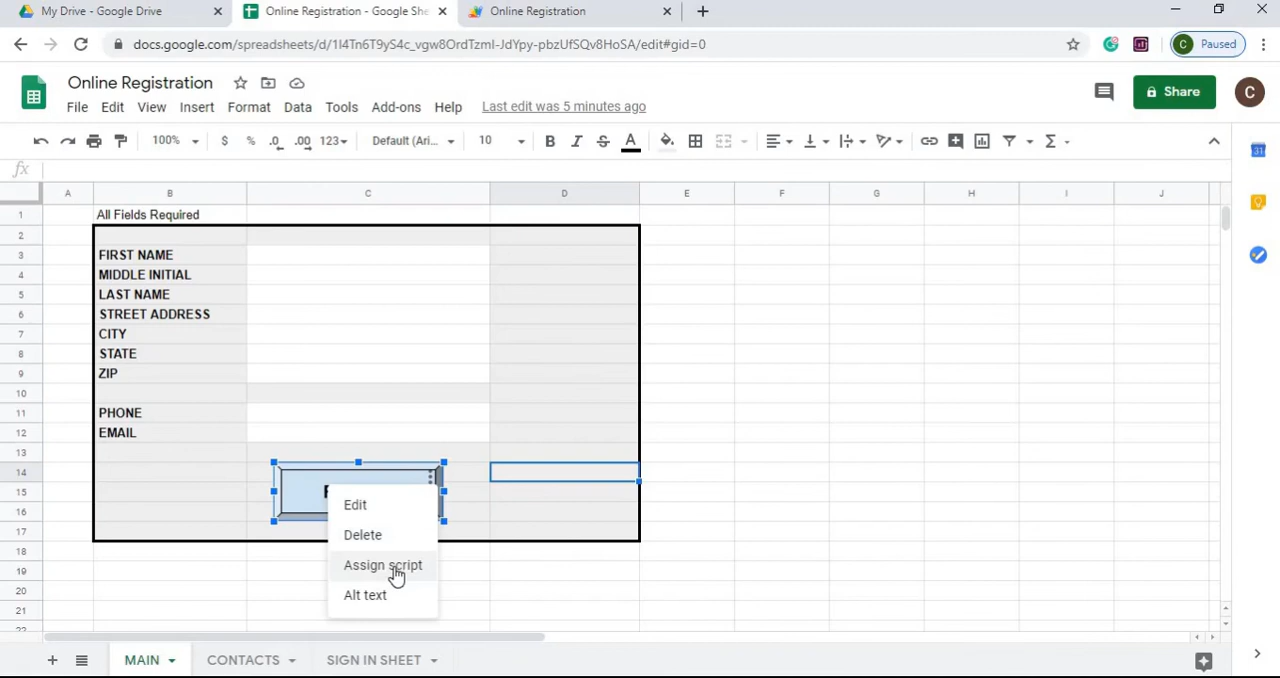 My Drive - Google Drive
Online Registration - Google She
Online Registration
docs.google.com/spreadsheets/d/1l4Tn6T9yS4c_vgw8OrdTzmI-JdYpy-pbzUfSQv8HoSA/edit#gid=0
C Paused
Online Registration
File Edit View Insert Format Data Tools Add-ons Help Last edit was 5 minutes ago
Share
C
100% $ % .0 .00 123 Default (Ari... 10 B I S A Σ
fx
A B C D E F G H I J
1 All Fields Required
2
3 FIRST NAME
4 MIDDLE INITIAL
5 LAST NAME
6 STREET ADDRESS
7 CITY
8 STATE
9 ZIP
10
11 PHONE
12 EMAIL
13
14
15
16
17
18
19
20
21
22
Edit
Delete
Assign script
Alt text
MAIN CONTACTS SIGN IN SHEET
31